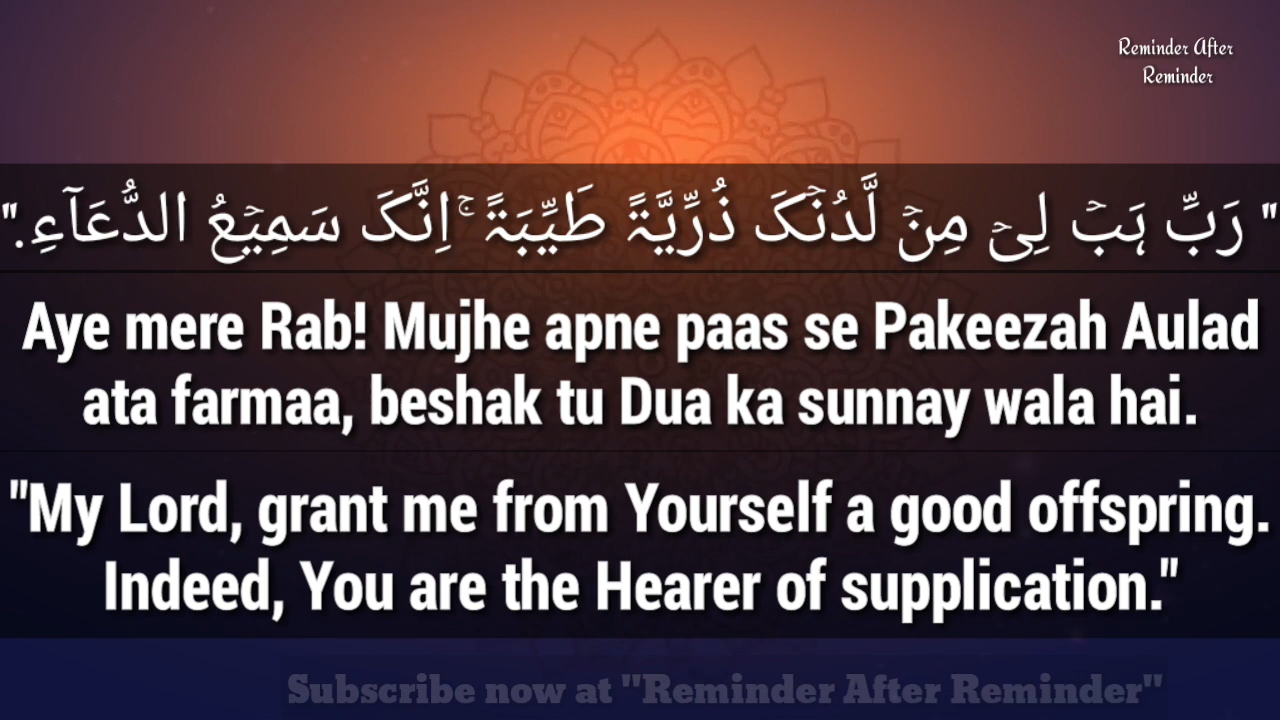 Reminder After
Reminder
" رَبِّ ہَبۡ لِیۡ مِنۡ لَّدُنۡکَ ذُرِّیَّۃً طَیِّبَۃً ۚ اِنَّکَ سَمِیۡعُ الدُّعَآءِ."
Aye mere Rab! Mujhe apne paas se Pakeezah Aulad
ata farmaa, beshak tu Dua ka sunnay wala hai.
"My Lord, grant me from Yourself a good offspring.
Indeed, You are the Hearer of supplication."
Subscribe now at "Reminder After Reminder"